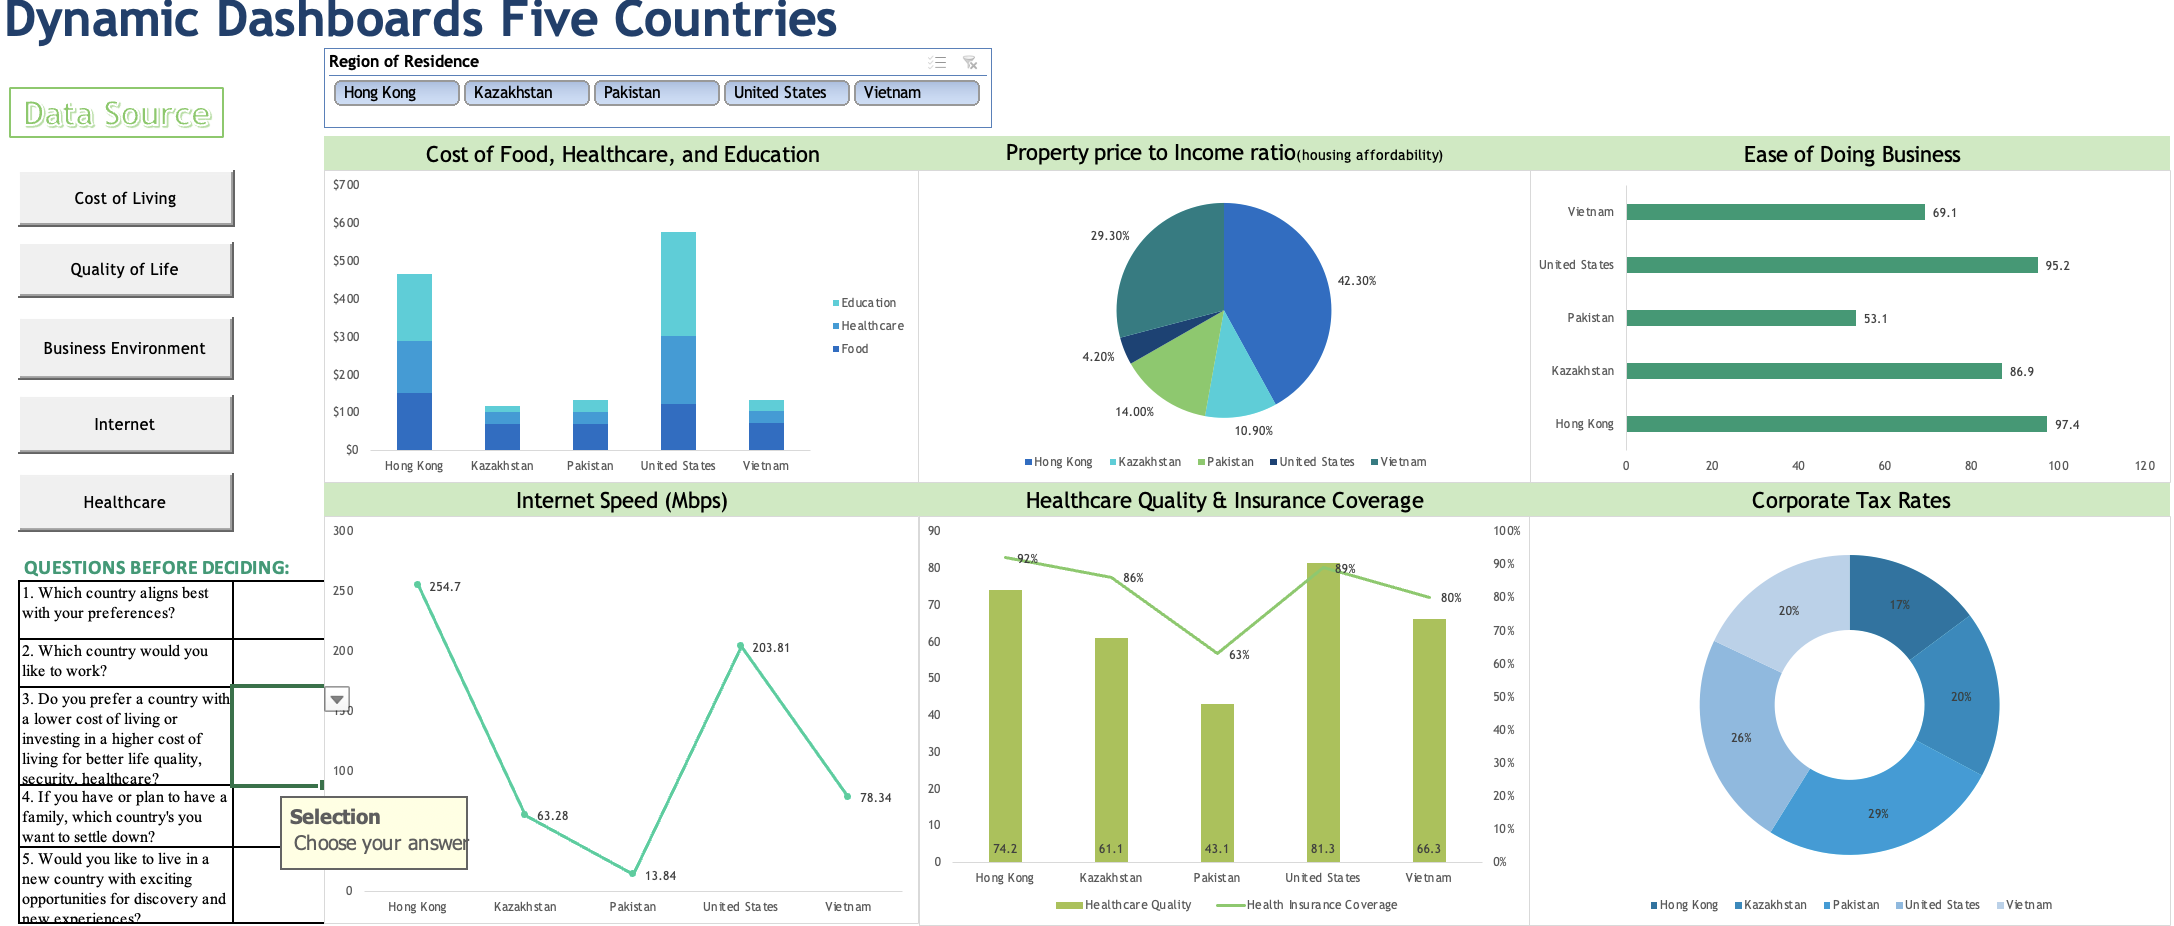 Dynamic Dashboards Five Countries
Region of Residence
Hong Kong
Kazakhstan
Pakistan
United States
Vietnam
Data Source
Cost of Living
Quality of Life
Business Environment
Internet
Healthcare
QUESTIONS BEFORE DECIDING:
1. Which country aligns best
with your preferences?
2. Which country would you
like to work?
3. Do you prefer a country with
a lower cost of living or
investing in a higher cost of
living for better life quality,
security, healthcare?
4. If you have or plan to have a
family, which country's you
want to settle down?
5. Would you like to live in a
new country with exciting
opportunities for discovery and
new experiences?
Selection
Choose your answer
Cost of Food, Healthcare, and Education
$700
$600
$500
$400
$300
$200
$100
$0
Hong Kong
Kazakhstan
Pakistan
United States
Vietnam
Education
Healthcare
Food
Property price to Income ratio(housing affordability)
29.30%
42.30%
4.20%
14.00%
10.90%
Hong Kong
Kazakhstan
Pakistan
United States
Vietnam
Ease of Doing Business
Vietnam
69.1
United States
95.2
Pakistan
53.1
Kazakhstan
86.9
Hong Kong
97.4
0
20
40
60
80
100
120
Internet Speed (Mbps)
300
250
200
150
100
0
254.7
63.28
13.84
203.81
78.34
Hong Kong
Kazakhstan
Pakistan
United States
Vietnam
Healthcare Quality & Insurance Coverage
90
80
70
60
50
40
30
20
10
0
92%
86%
63%
89%
80%
74.2
61.1
43.1
81.3
66.3
100%
90%
80%
70%
60%
50%
40%
30%
20%
10%
0%
Hong Kong
Kazakhstan
Pakistan
United States
Vietnam
Healthcare Quality
Health Insurance Coverage
Corporate Tax Rates
17%
20%
29%
26%
20%
Hong Kong
Kazakhstan
Pakistan
United States
Vietnam